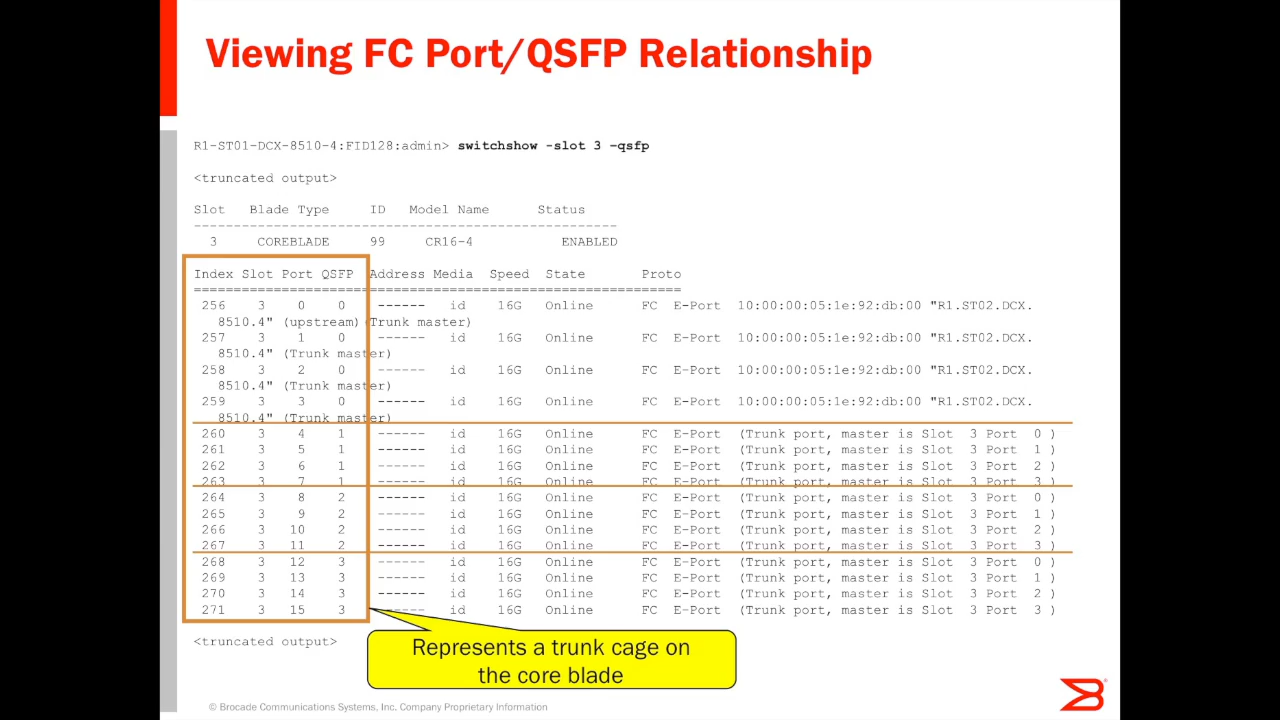 Viewing FC Port/QSFP Relationship
R1-ST01-DCX-8510-4:FID128:admin> switchshow -slot 3 –qsfp
<truncated output>
Slot Blade Type ID Model Name Status
-----------------------------------------------------
3 COREBLADE 99 CR16-4 ENABLED
Index Slot Port QSFP Address Media Speed State Proto
=============================================================
256 3 0 0 ------ id 16G Online FC E-Port 10:00:00:05:1e:92:db:00 "R1.ST02.DCX.
8510.4" (upstream)(Trunk master)
257 3 1 0 ------ id 16G Online FC E-Port 10:00:00:05:1e:92:db:00 "R1.ST02.DCX.
8510.4" (Trunk master)
258 3 2 0 ------ id 16G Online FC E-Port 10:00:00:05:1e:92:db:00 "R1.ST02.DCX.
8510.4" (Trunk master)
259 3 3 0 ------ id 16G Online FC E-Port 10:00:00:05:1e:92:db:00 "R1.ST02.DCX.
8510.4" (Trunk master)
260 3 4 1 ------ id 16G Online FC E-Port (Trunk port, master is Slot 3 Port 0 )
261 3 5 1 ------ id 16G Online FC E-Port (Trunk port, master is Slot 3 Port 1 )
262 3 6 1 ------ id 16G Online FC E-Port (Trunk port, master is Slot 3 Port 2 )
263 3 7 1 ------ id 16G Online FC E-Port (Trunk port, master is Slot 3 Port 3 )
264 3 8 2 ------ id 16G Online FC E-Port (Trunk port, master is Slot 3 Port 0 )
265 3 9 2 ------ id 16G Online FC E-Port (Trunk port, master is Slot 3 Port 1 )
266 3 10 2 ------ id 16G Online FC E-Port (Trunk port, master is Slot 3 Port 2 )
267 3 11 2 ------ id 16G Online FC E-Port (Trunk port, master is Slot 3 Port 3 )
268 3 12 3 ------ id 16G Online FC E-Port (Trunk port, master is Slot 3 Port 0 )
269 3 13 3 ------ id 16G Online FC E-Port (Trunk port, master is Slot 3 Port 1 )
270 3 14 3 ------ id 16G Online FC E-Port (Trunk port, master is Slot 3 Port 2 )
271 3 15 3 ------ id 16G Online FC E-Port (Trunk port, master is Slot 3 Port 3 )
<truncated output>
Represents a trunk cage on
the core blade
© Brocade Communications Systems, Inc. Company Proprietary Information